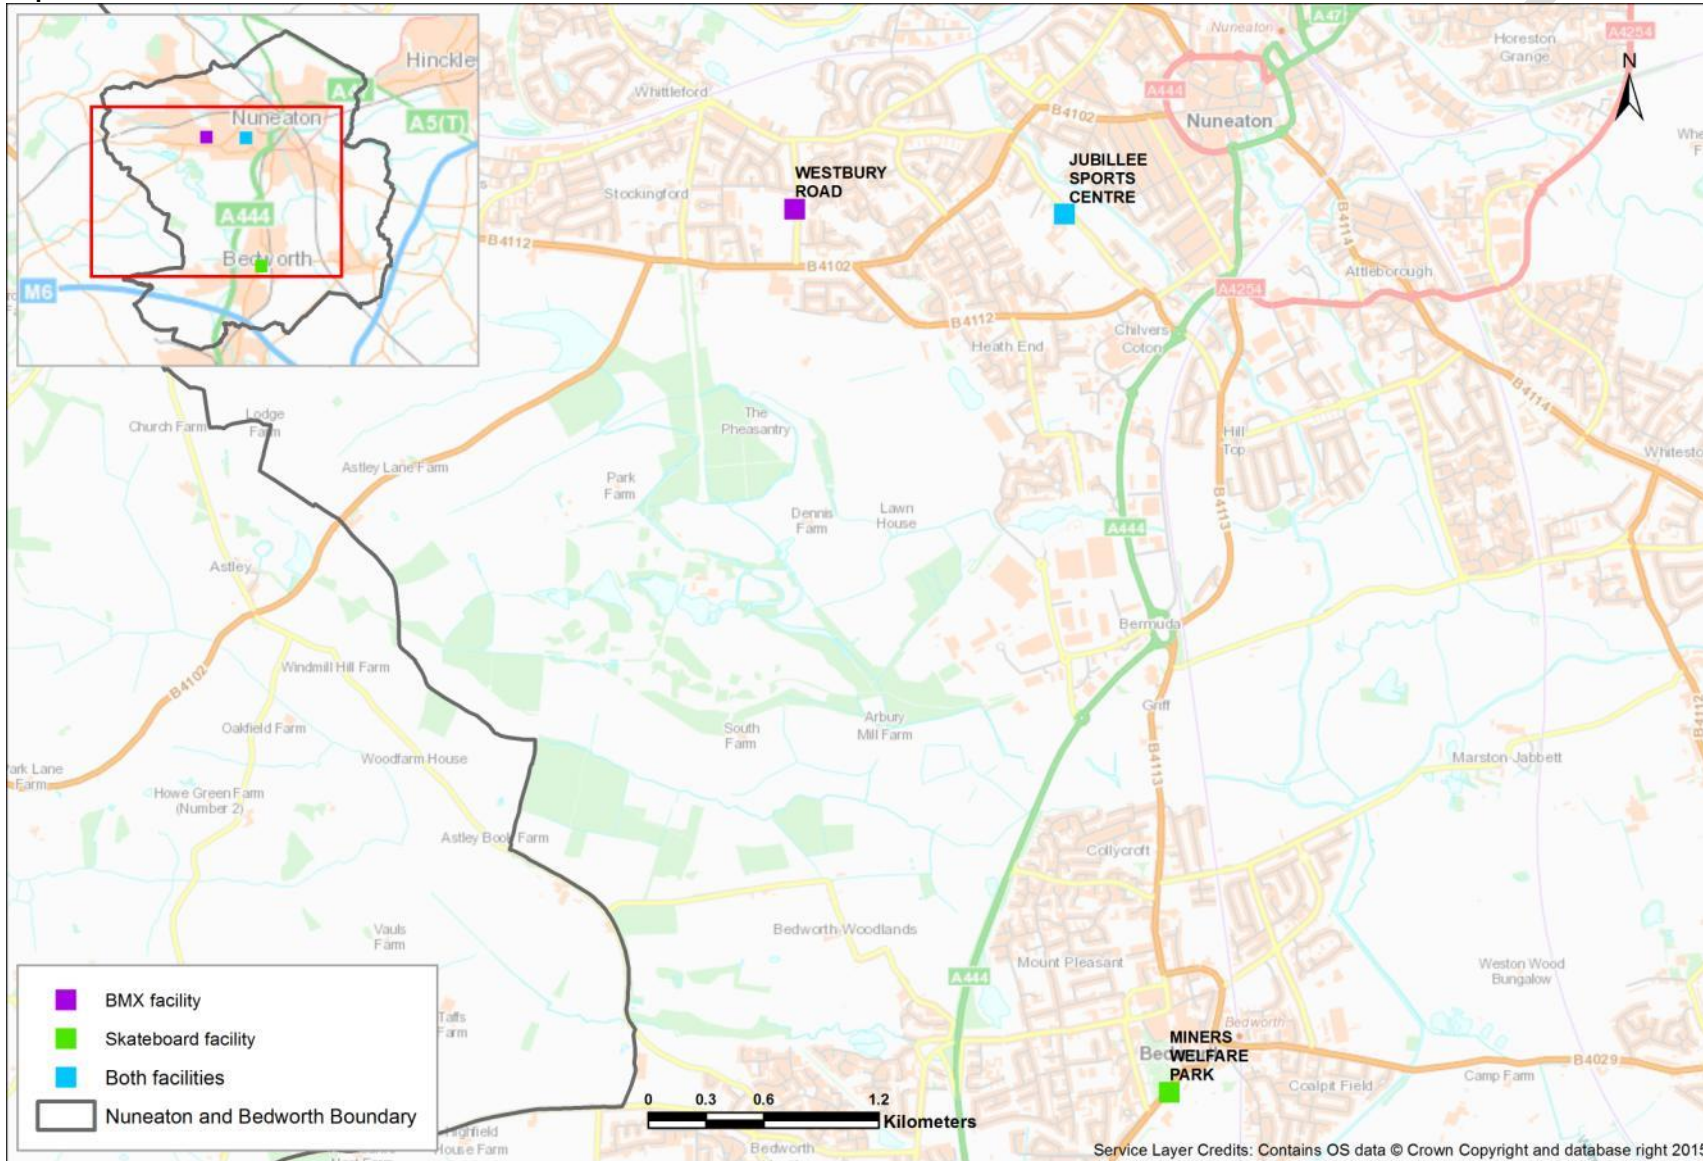 Hinckle
A5(T)
Nuneaton
A444
Bedworth
M6
Nuneaton
A47
A4254
Horeston
Grange
N
Whittleford
A444
B4102
Nuneaton
WESTBURY
ROAD
JUBILLEE
SPORTS
CENTRE
Stockingford
B4114
B4112
B4102
Attleborough
A4254
B4112
Chilvers
Coton
Heath End
B4114
Church Farm
Lodge
Farm
The
Pheasantry
Hill
Top
Astley Lane Farm
Park
Farm
Dennis
Farm
Lawn
House
B4113
A444
Astley
Bermuda
Windmill Hill Farm
B4102
Oakfield Farm
South
Farm
Arbury
Mill Farm
Griff
B4112
Woodfarm House
Marston Jabbett
ark Lane
Farm
Howe Green Farm
(Number 2)
B4113
Astley Book Farm
Collycroft
Vauls
Farm
Bedworth Woodlands
Mount Pleasant
A444
Weston Wood
Bungalow
BMX facility
Skateboard facility
Both facilities
Nuneaton and Bedworth Boundary
Taffs
Farm
Bedworth
MINERS
WELFARE
PARK
B4029
Coalpit Field
Camp Farm
0 0.3 0.6 1.2
Kilometers
Highfield
House Farm
Bedworth
Service Layer Credits: Contains OS data © Crown Copyright and database right 2015